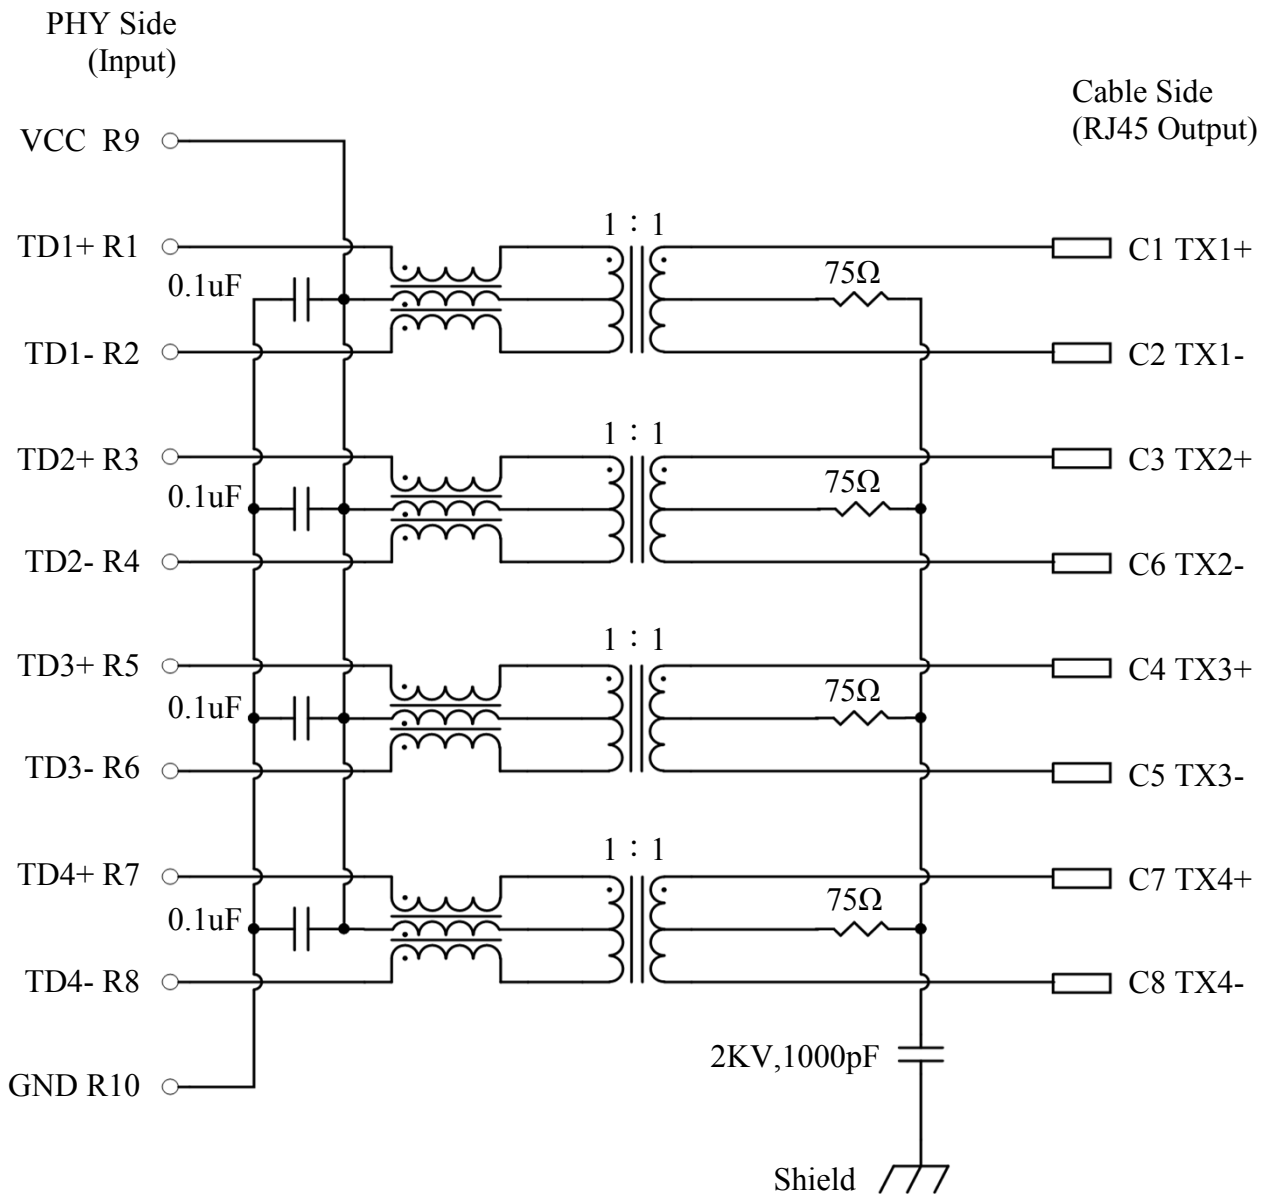 PHY Side
(Input)
Cable Side
(RJ45 Output)
VCC R9
1 : 1
TD1+ R1
C1 TX1+
0.1uF
75Ω
TD1- R2
C2 TX1-
1 : 1
TD2+ R3
C3 TX2+
0.1uF
75Ω
TD2- R4
C6 TX2-
1 : 1
TD3+ R5
C4 TX3+
0.1uF
75Ω
TD3- R6
C5 TX3-
1 : 1
TD4+ R7
C7 TX4+
0.1uF
75Ω
TD4- R8
C8 TX4-
2KV,1000pF
GND R10
Shield